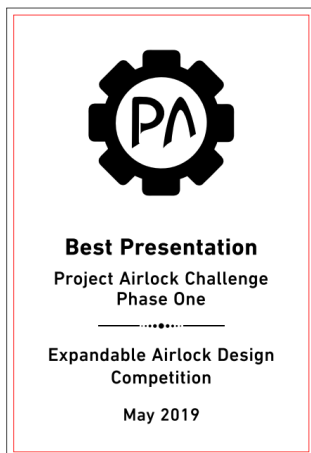 PA
Best Presentation
Project Airlock Challenge
Phase One
Expandable Airlock Design
Competition
May 2019